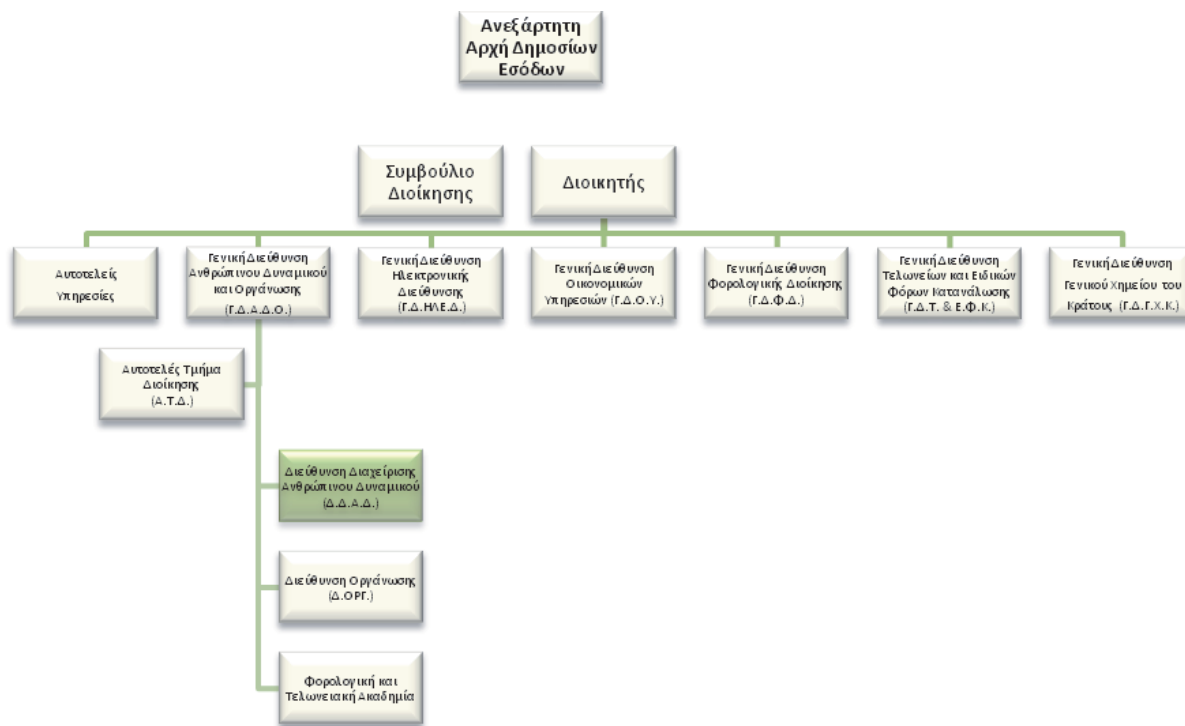 Ανεξάρτητη
Αρχή Δημοσίων
Εσόδων
Συμβούλιο
Διοίκησης
Διοικητής
Αυτοτελείς
Υπηρεσίες
Γενική Διεύθυνση
Ανθρώπινου Δυναμικού
και Οργάνωσης
(Γ.Δ.Α.Δ.Ο.)
Γενική Διεύθυνση
Ηλεκτρονικής
Διεύθυνσης
(Γ.Δ.ΗΛΕ.Δ.)
Γενική Διεύθυνση
Οικονομικών
Υπηρεσιών (Γ.Δ.Ο.Υ.)
Γενική Διεύθυνση
Φορολογικής Διοίκησης
(Γ.Δ.Φ.Δ.)
Γενική Διεύθυνση
Τελωνείων και Ειδικών
Φόρων Κατανάλωσης
(Γ.Δ.Τ. & Ε.Φ.Κ.)
Γενική Διεύθυνση
Γενικού Χημείου του
Κράτους (Γ.Δ.Γ.Χ.Κ.)
Αυτοτελές Τμήμα
Διοίκησης
(Α.Τ.Δ.)
Διεύθυνση Διαχείρισης
Ανθρώπινου Δυναμικού
(Δ.Δ.Α.Δ.)
Διεύθυνση Οργάνωσης
(Δ.ΟΡΓ.)
Φορολογική και
Τελωνειακή Ακαδημία